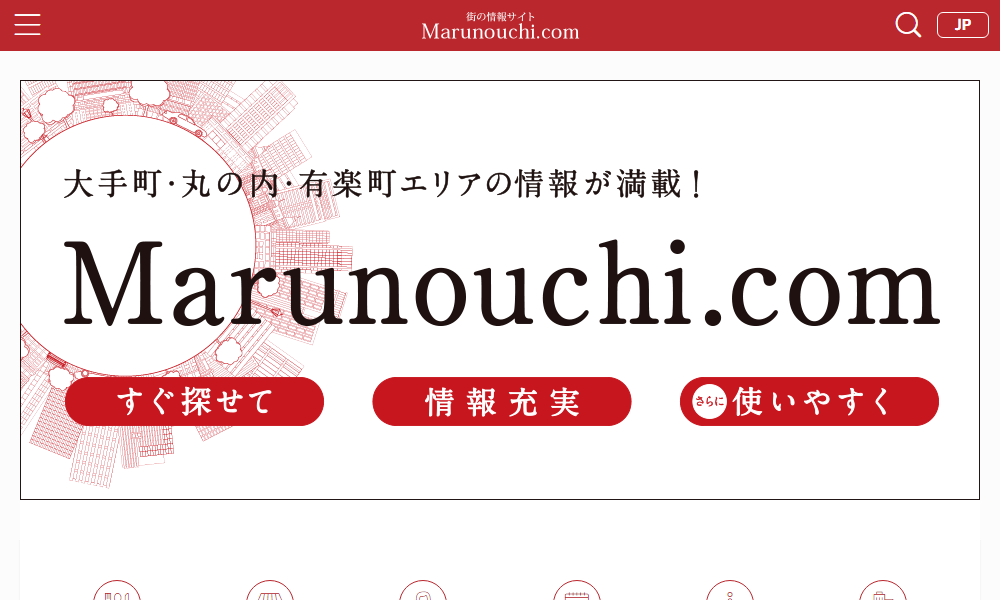 街の情報サイト
Marunouchi.com
JP
大手町・丸の内・有楽町エリアの情報が満載！
Marunouchi.com
すぐ探せて
情報充実
さらに使いやすく